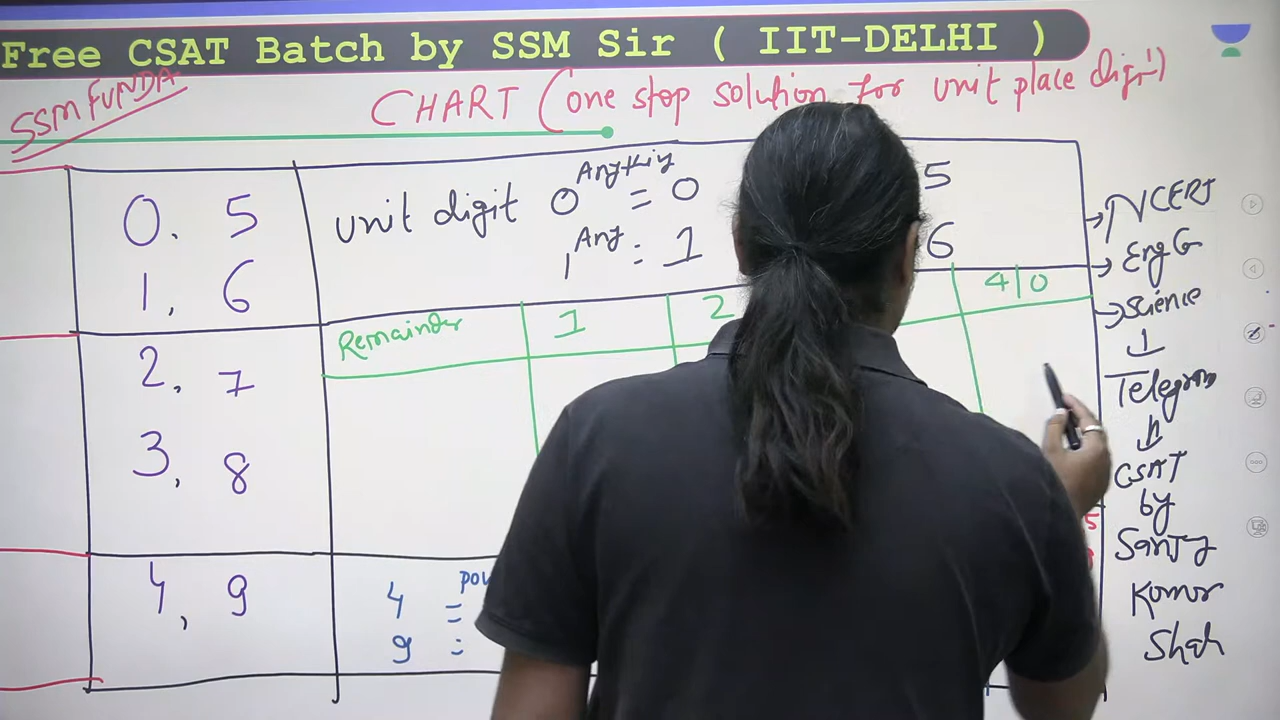 Free CSAT Batch by SSM Sir ( IIT-DELHI )
SSM FUNDA
CHART (one stop solution for unit place digit)
0, 5
1, 6
unit digit 0 = 0
5
1 Any = 1
6
Remainder 1 2 4|0
2, 7
3, 8
4, 9
4 =
9 =
NCERT
Eng G
Science
Telegram
CSAT
by
Kumar
Shah